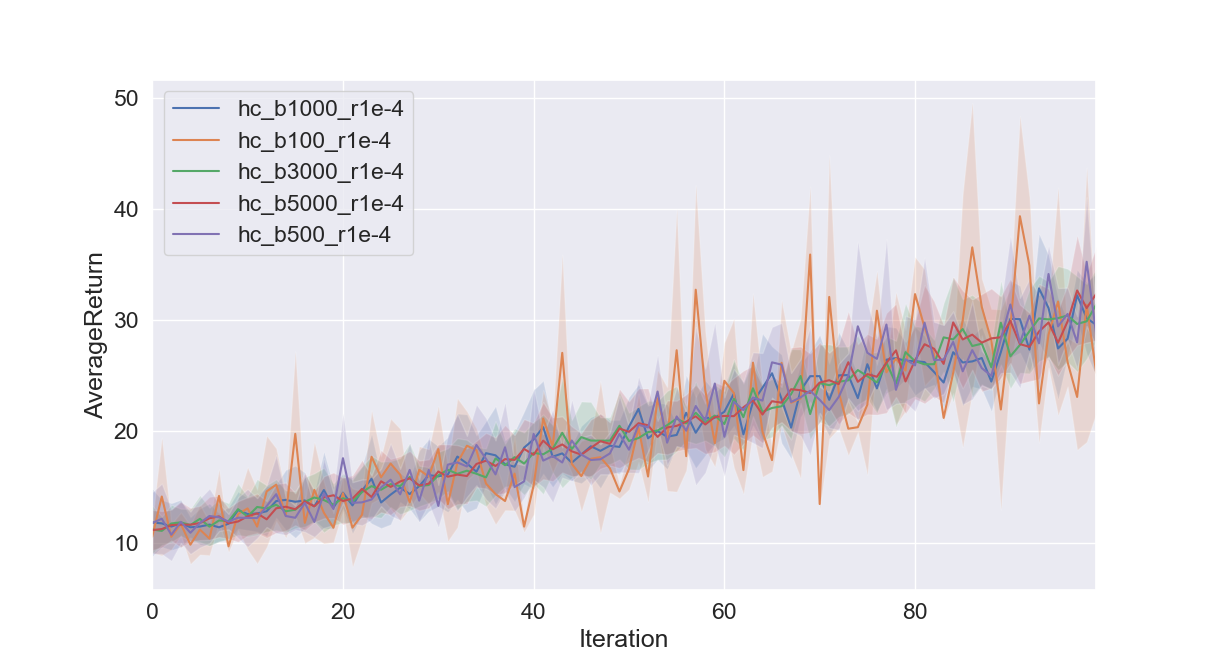 50
40
30
20
10
AverageReturn
hc_b1000_r1e-4
hc_b100_r1e-4
hc_b3000_r1e-4
hc_b5000_r1e-4
hc_b500_r1e-4
0 20 40 60 80
Iteration